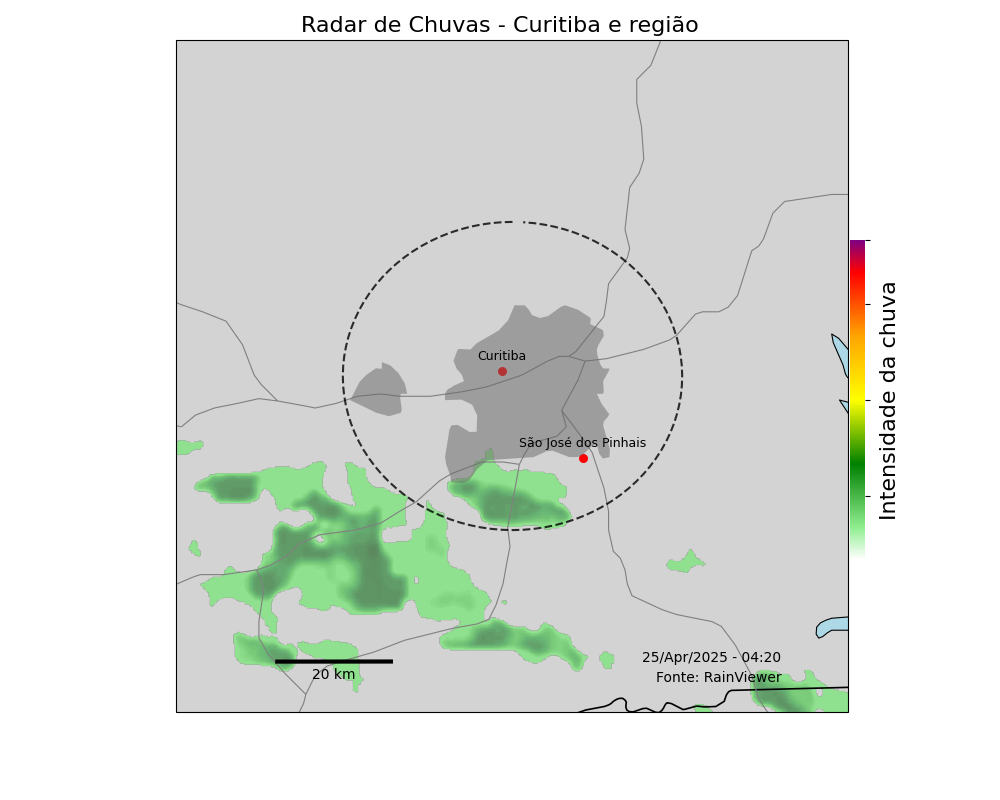 Radar de Chuvas - Curitiba e região
Curitiba
São José dos Pinhais
Intensidade da chuva
25/Apr/2025 - 04:20
Fonte: RainViewer
20 km